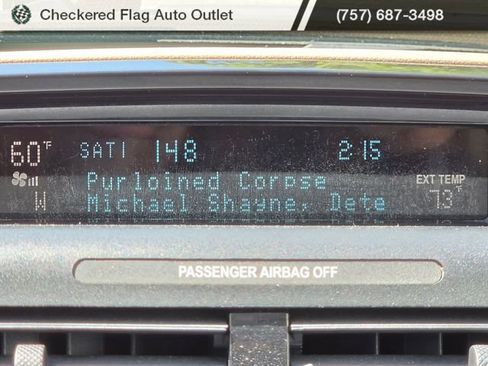 Checkered Flag Auto Outlet (757) 687-3498
60°F SAT1 148 2:15
Purloined Corpse EXT TEMP
W Michael Shayne, Dete 73°F
PASSENGER AIRBAG OFF